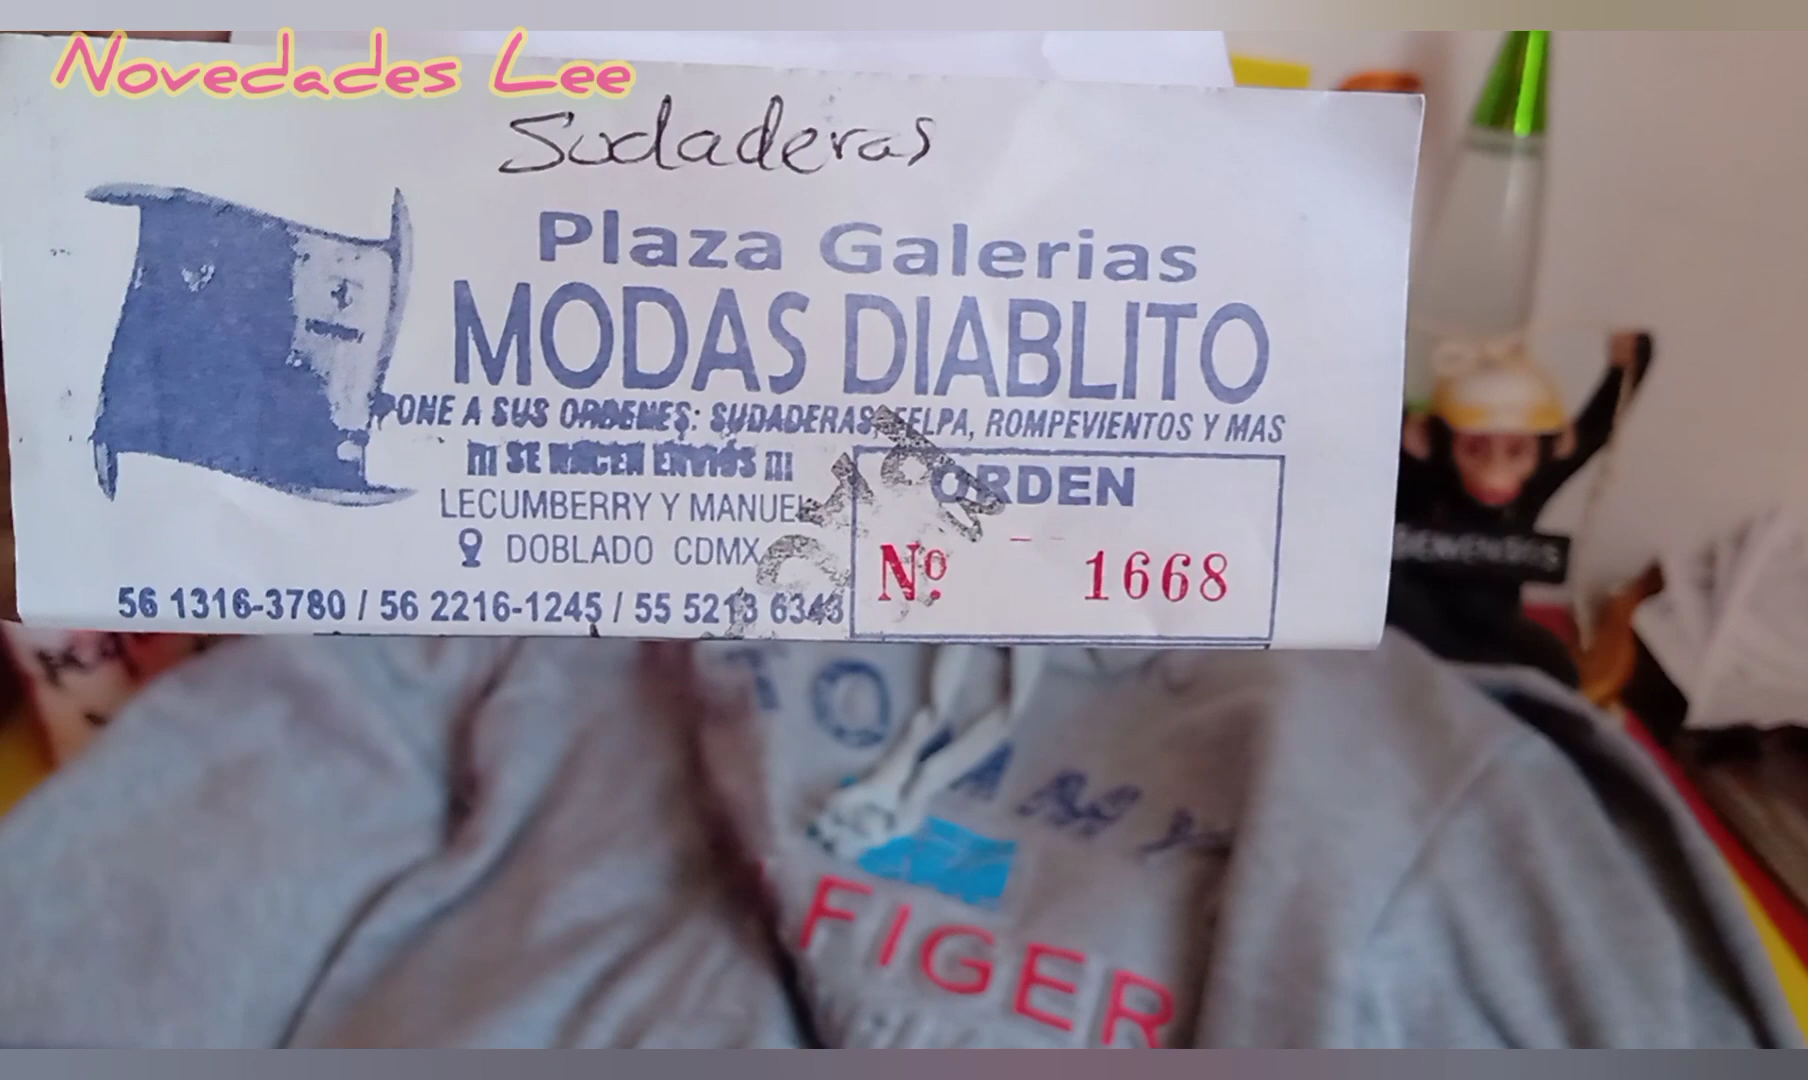 Novedades Lee
Sudaderas
Plaza Galerias
MODAS DIABLITO
PONE A SUS ORDENES: SUDADERAS, FELPA, ROMPEVIENTOS Y MAS
!!! SE HACEN ENVIOS !!!
LECUMBERRY Y MANUEL
DOBLADO CDMX
56 1316-3780 / 56 2216-1245 / 55 5213 6343
ORDEN
Nº 1668
FIGER